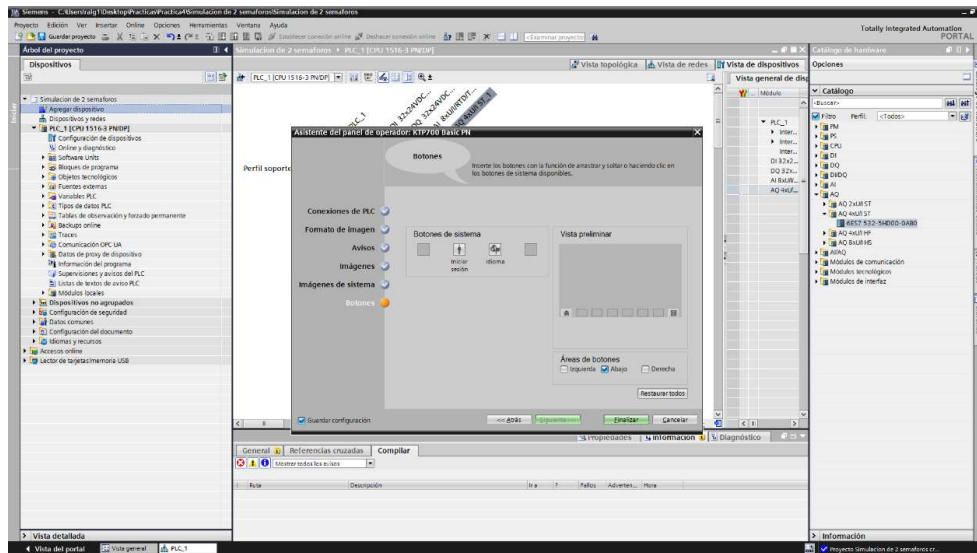 Siemens - C:\Users\ralg1\Desktop\Practicas\Practica4\Simulacion de 2 semaforos\Simulacion de 2 semaforos
Proyecto Edición Ver Insertar Online Opciones Herramientas Ventana Ayuda
Guardar proyecto
Establecer conexión online
Deshacer conexión online
<Examinar proyecto>
Totally Integrated Automation
PORTAL
Árbol del proyecto
Dispositivos
Simulacion de 2 semaforos
Agregar dispositivo
Dispositivos y redes
PLC_1 [CPU 1516-3 PN/DP]
Configuración de dispositivos
Online y diagnóstico
Software Units
Bloques de programa
Objetos tecnológicos
Fuentes externas
Variables PLC
Tipos de datos PLC
Tablas de observación y forzado permanente
Backups online
Traces
Comunicación OPC UA
Datos de proxy de dispositivo
Información del programa
Supervisiones y avisos del PLC
Listas de textos de aviso PLC
Módulos locales
Dispositivos no agrupados
Configuración de seguridad
Datos comunes
Configuración del documento
Idiomas y recursos
Accesos online
Lector de tarjetas/memoria USB
Vista detallada
Simulacion de 2 semaforos PLC_1 [CPU 1516-3 PN/DP]
Vista topológica Vista de redes Vista de dispositivos
PLC_1 [CPU 1516-3 PN/DP]
Vista general de disp
Módulo
PLC_1
Inter...
Inter...
Inter...
DI 32x2...
DQ 32x...
AI 8xU/I/...
AQ 4xU/...
Perfil soporte
Asistente del panel de operador: KTP700 Basic PN
Botones
Inserte los botones con la función de arrastrar y soltar o haciendo clic en
los botones de sistema disponibles.
Conexiones de PLC
Formato de imagen
Avisos
Imágenes
Imágenes de sistema
Botones
Botones de sistema
Iniciar
sesión
Idioma
Vista preliminar
Áreas de botones
Izquierda Abajo Derecha
Restaurar todos
Guardar configuración
<< Atrás Siguiente Finalizar Cancelar
Propiedades Información Diagnóstico
General Referencias cruzadas Compilar
Mostrar todos los avisos
Ruta Descripción Ir a ? Fallos Adverten... Hora
Catálogo de hardware
Opciones
Catálogo
<Buscar>
Filtro Perfil: <Todos>
PM
PS
CPU
DI
DQ
DI/DQ
AI
AQ
AQ 2xU/I ST
AQ 4xU/I ST
6ES7 532-5HD00-0AB0
AQ 4xU/I HF
AQ 8xU/I HS
AI/AQ
Módulos de comunicación
Módulos tecnológicos
Módulos de interfaz
Información
Vista del portal Vista general PLC_1
Proyecto Simulacion de 2 semaforos cr...